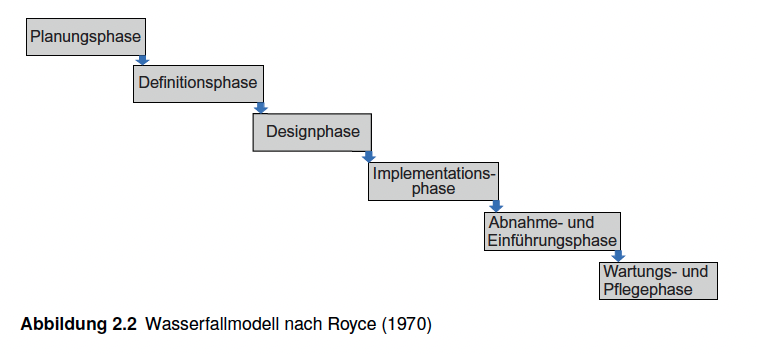 Planungsphase
Definitionsphase
Designphase
Implementations-
phase
Abnahme- und
Einführungsphase
Wartungs- und
Pflegephase
Abbildung 2.2 Wasserfallmodell nach Royce (1970)